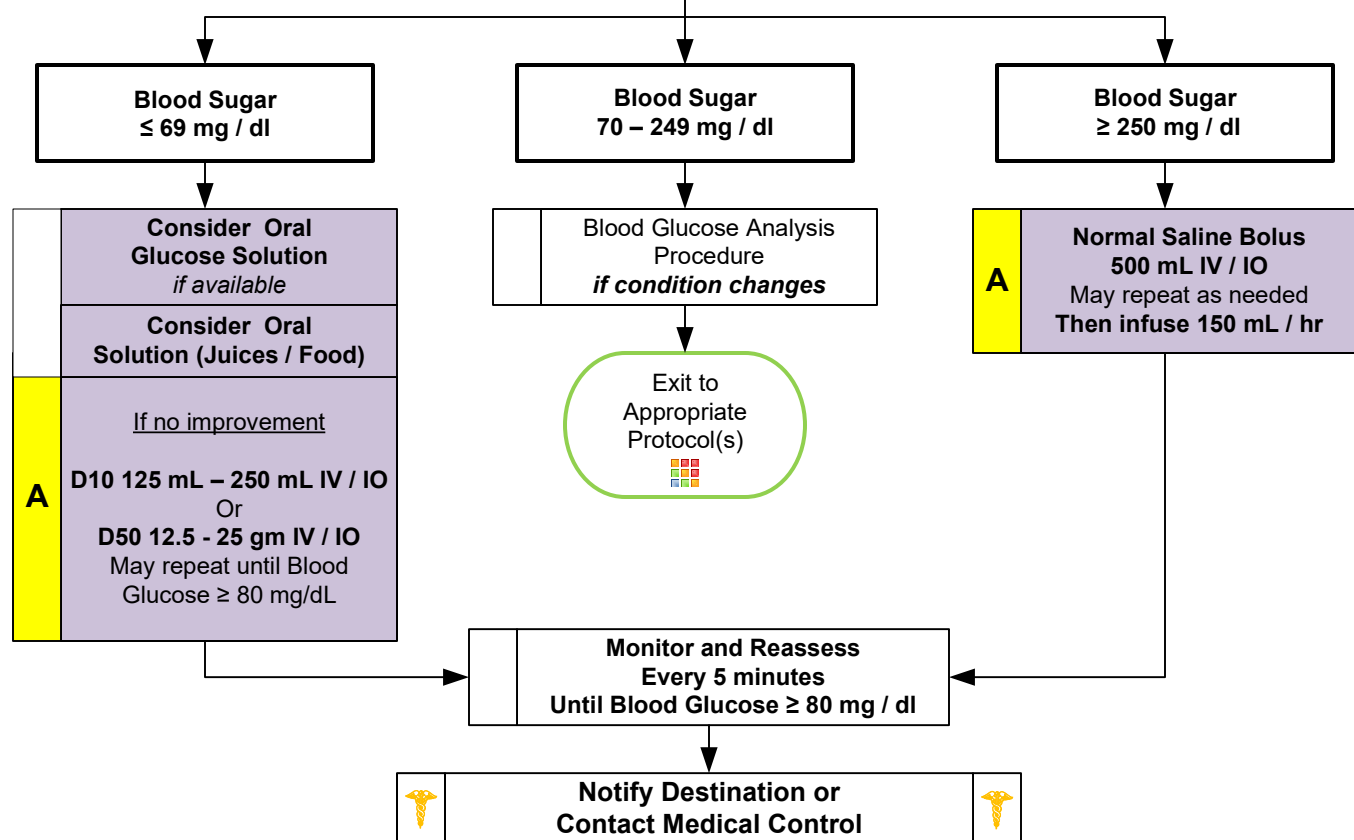 Blood Sugar
≤ 69 mg / dl
Blood Sugar
70 – 249 mg / dl
Blood Sugar
≥ 250 mg / dl
Consider Oral
Glucose Solution
if available
Consider Oral
Solution (Juices / Food)
A
If no improvement
D10 125 mL – 250 mL IV / IO
Or
D50 12.5 - 25 gm IV / IO
May repeat until Blood
Glucose ≥ 80 mg/dL
Blood Glucose Analysis
Procedure
if condition changes
Exit to
Appropriate
Protocol(s)
A
Normal Saline Bolus
500 mL IV / IO
May repeat as needed
Then infuse 150 mL / hr
Monitor and Reassess
Every 5 minutes
Until Blood Glucose ≥ 80 mg / dl
Notify Destination or
Contact Medical Control